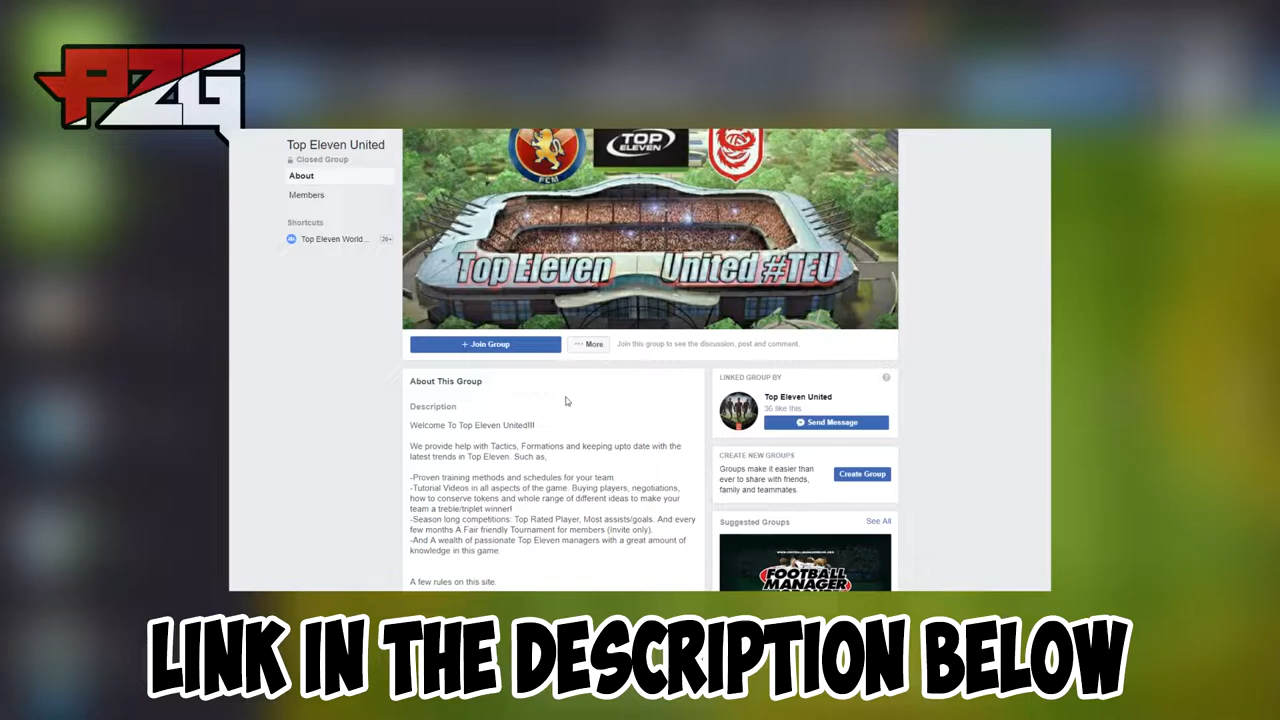 PZG
Top Eleven United
Closed Group
About
Members
Shortcuts
Top Eleven World... 20+
FCM
TOP
ELEVEN
Top Eleven United #TEU
+ Join Group
··· More
Join this group to see the discussion, post and comment.
About This Group
Description
Welcome To Top Eleven United!!!
We provide help with Tactics, Formations and keeping upto date with the
latest trends in Top Eleven. Such as,
-Proven training methods and schedules for your team.
-Tutorial Videos in all aspects of the game. Buying players, negotiations,
how to conserve tokens and whole range of different ideas to make your
team a treble/triplet winner!
-Season long competitions: Top Rated Player, Most assists/goals. And every
few months A Fair friendly Tournament for members (Invite only).
-And A wealth of passionate Top Eleven managers with a great amount of
knowledge in this game.
A few rules on this site.
LINKED GROUP BY
?
Top Eleven United
36 like this
Send Message
CREATE NEW GROUPS
Groups make it easier than
ever to share with friends,
family and teammates.
Create Group
Suggested Groups
See All
FOOTBALL
MANAGER
LINK IN THE DESCRIPTION BELOW